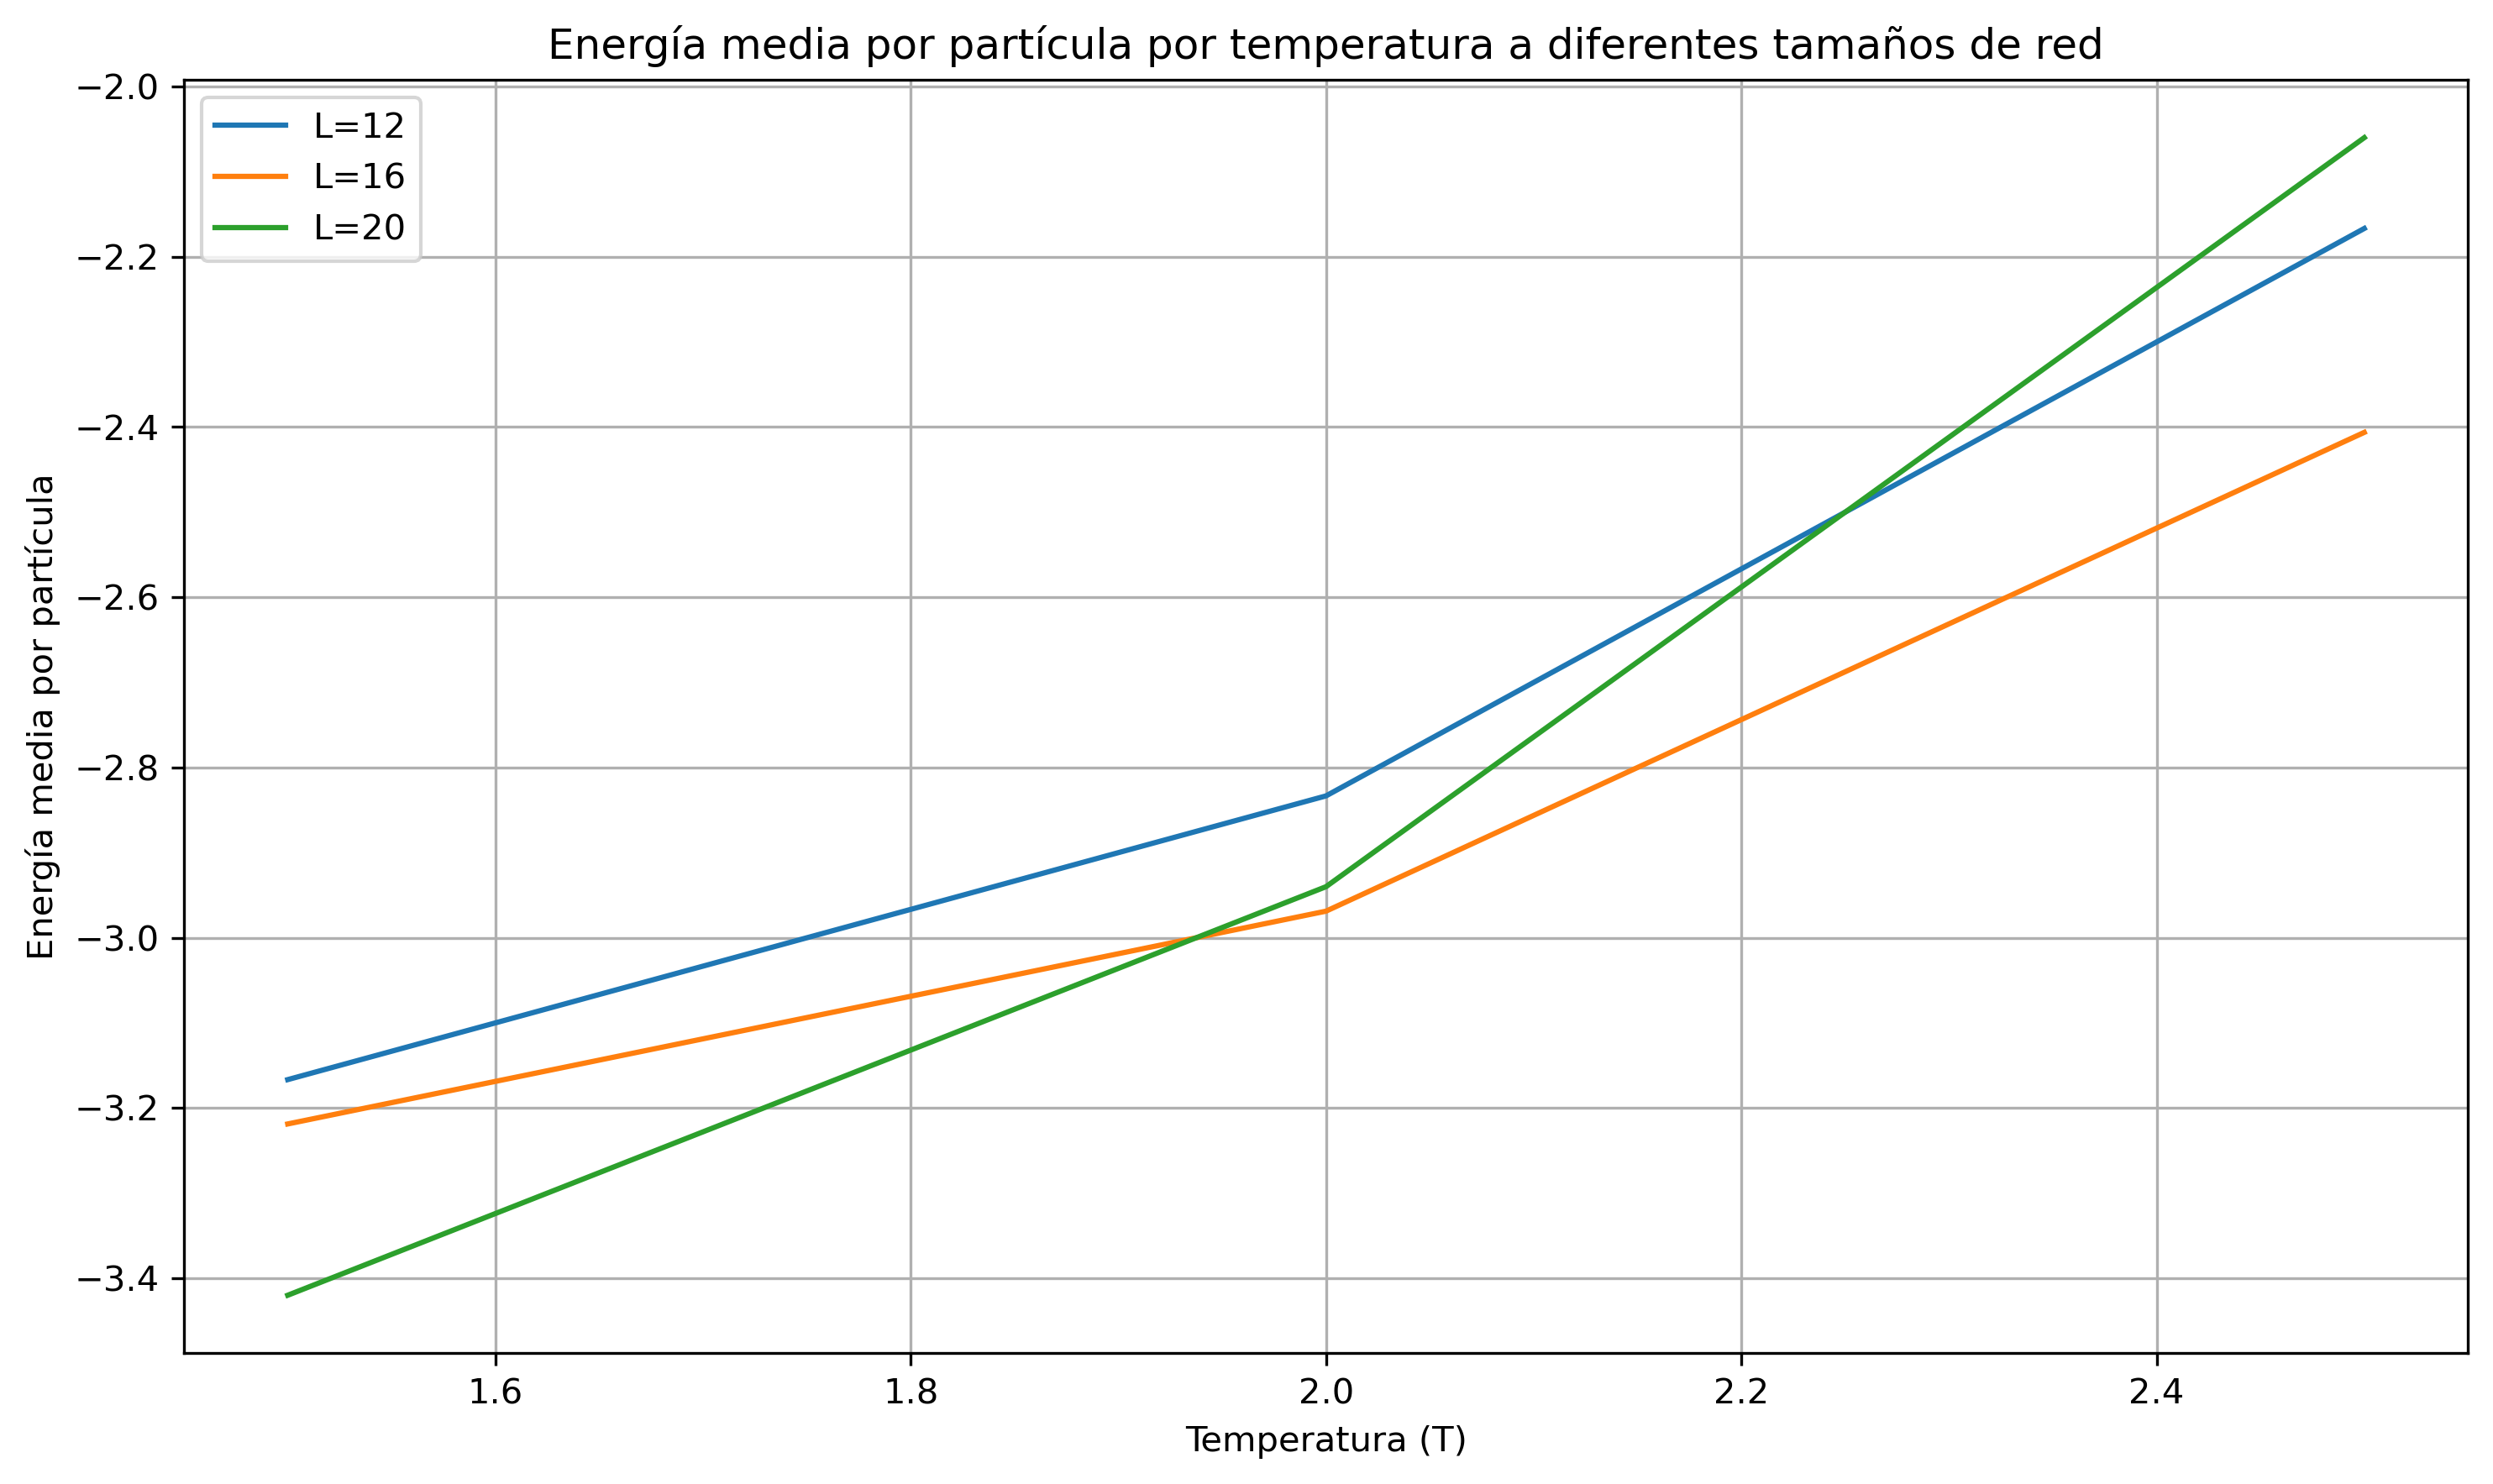 Energía media por partícula por temperatura a diferentes tamaños de red
L=12
L=16
L=20
−2.0
−2.2
−2.4
−2.6
−2.8
−3.0
−3.2
−3.4
Energía media por partícula
1.6 1.8 2.0 2.2 2.4
Temperatura (T)